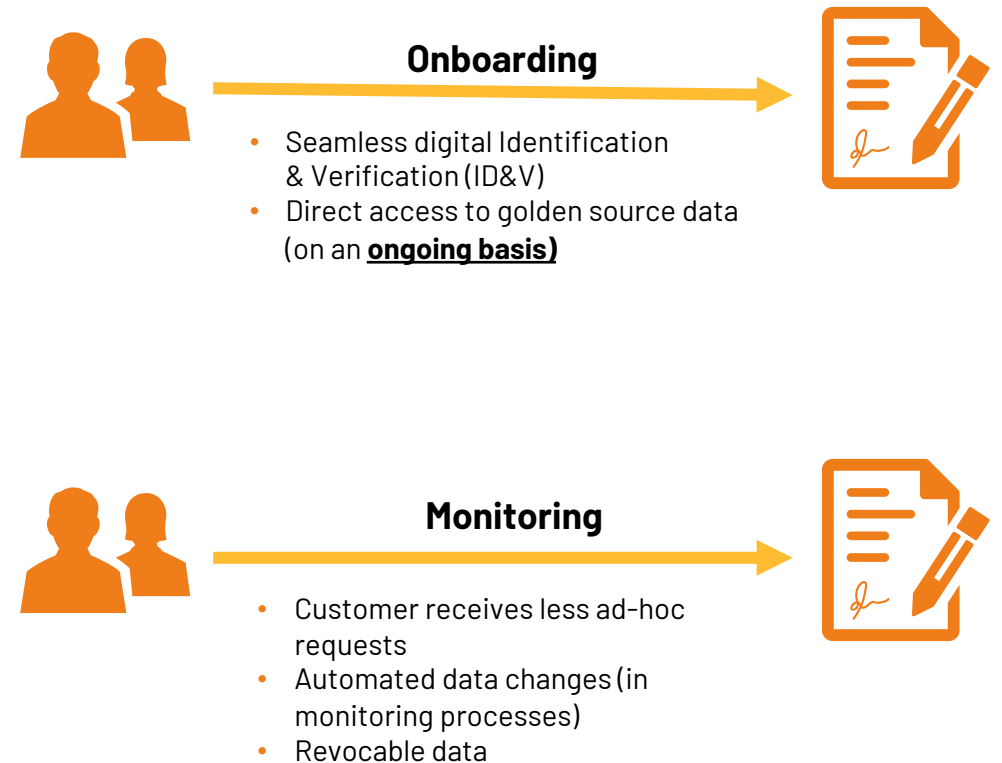 Onboarding
• Seamless digital Identification
& Verification (ID&V)
• Direct access to golden source data
(on an ongoing basis)
Monitoring
• Customer receives less ad-hoc
requests
• Automated data changes (in
monitoring processes)
• Revocable data